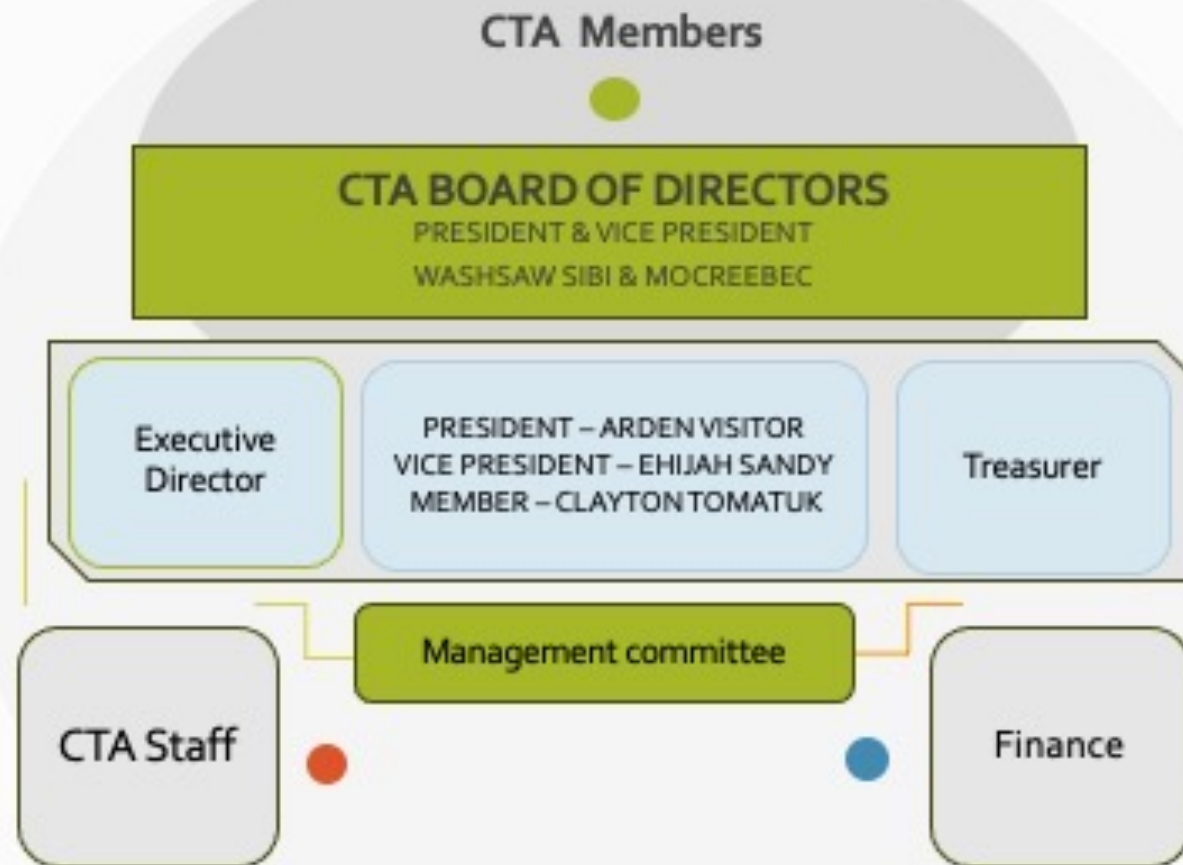 CTA Members
CTA BOARD OF DIRECTORS
PRESIDENT & VICE PRESIDENT
WASHSAW SIBI & MOCREEBEC
Executive
Director
PRESIDENT – ARDEN VISITOR
VICE PRESIDENT – EHIJAH SANDY
MEMBER – CLAYTON TOMATUK
Treasurer
Management committee
CTA Staff
Finance